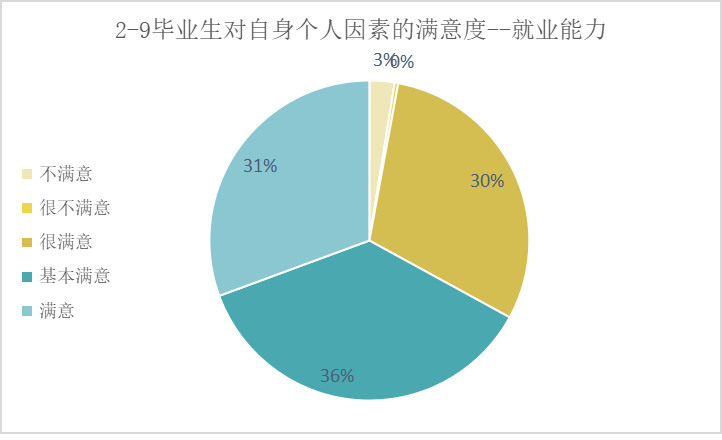 2-9毕业生对自身个人因素的满意度--就业能力
3%
0%
31%
30%
不满意
很不满意
很满意
基本满意
满意
36%